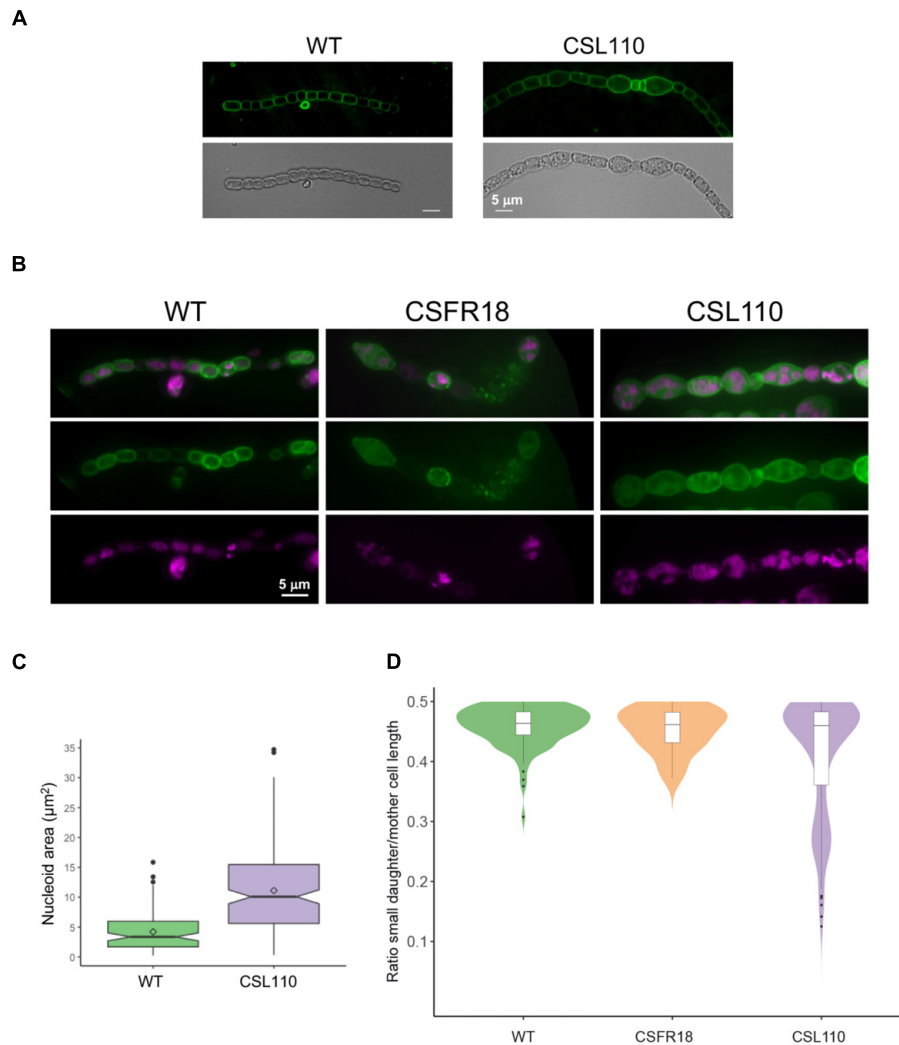 A
WT
CSL110
5 µm
B
WT
CSFR18
CSL110
5 µm
C
D
Nucleoid area (µm²)
35
30
25
20
15
10
5
0
WT
CSL110
Ratio small daughter/mother cell length
0.5
0.4
0.3
0.2
0.1
WT
CSFR18
CSL110